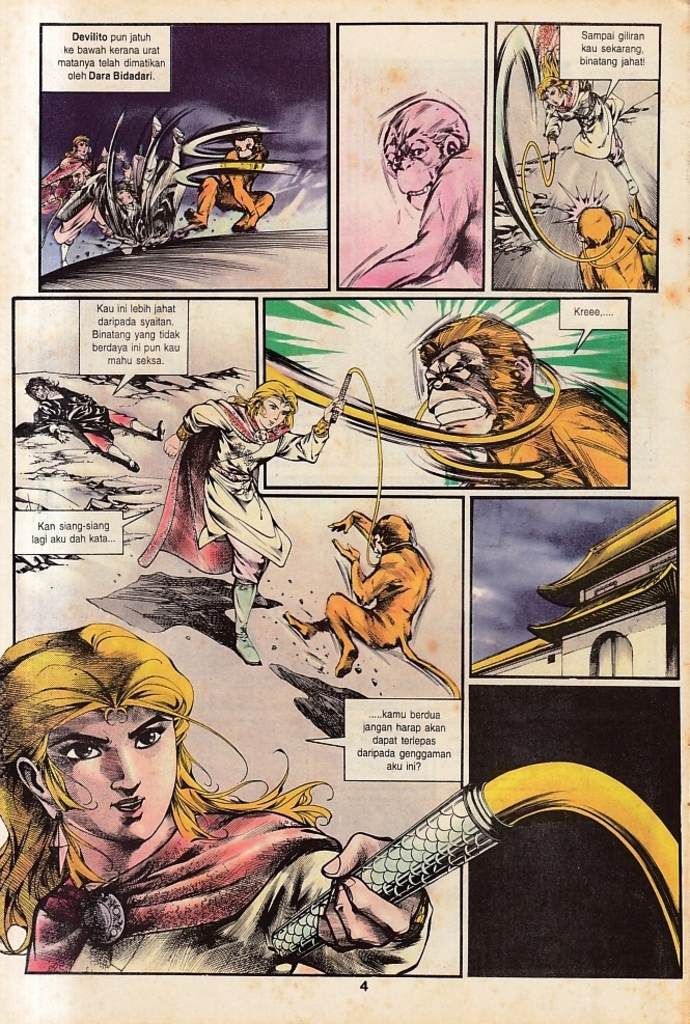 Devilito pun jatuh
ke bawah kerana urat
matanya telah dimatikan
oleh Dara Bidadari.
Sampai giliran
kau sekarang,
binatang jahat!
Kau ini lebih jahat
daripada syaitan.
Binatang yang tidak
berdaya ini pun kau
mahu seksa.
Kreee,....
Kan siang-siang
lagi aku dah kata...
.....kamu berdua
jangan harap akan
dapat terlepas
daripada genggaman
aku ini?
4